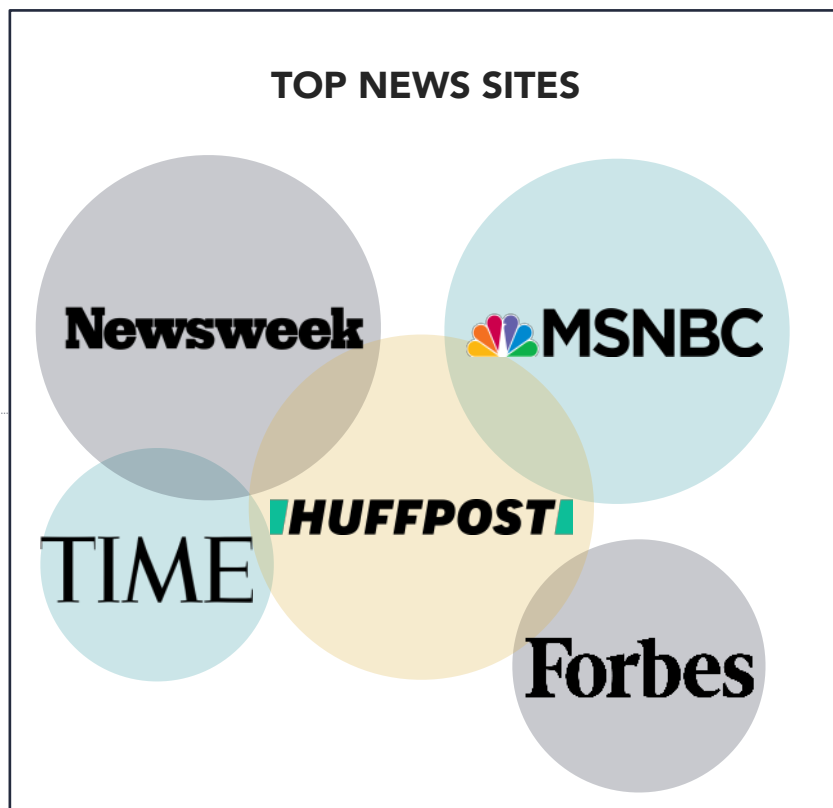 TOP NEWS SITES
Newsweek
MSNBC
HUFFPOST
TIME
Forbes